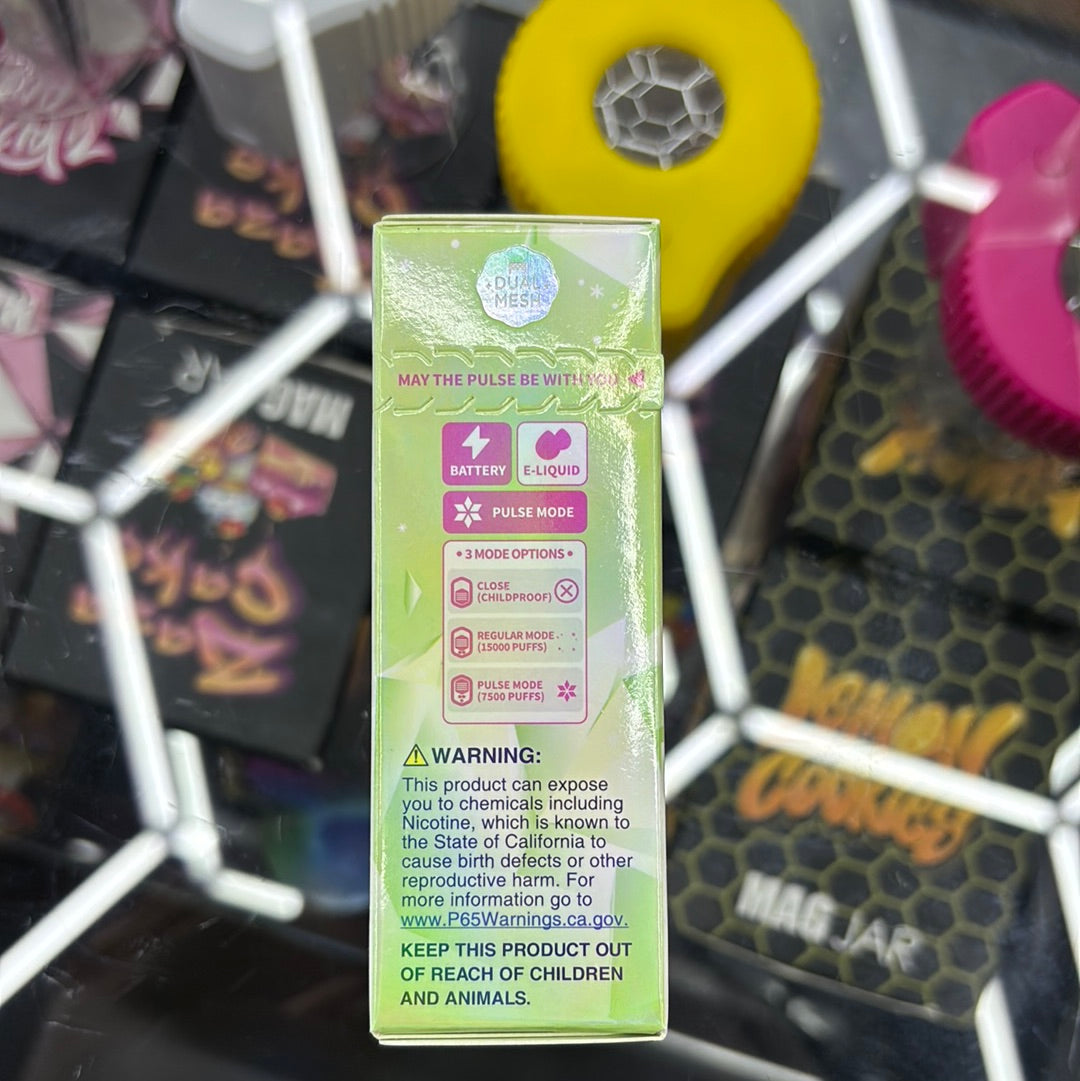 DUAL
MESH
MAY THE PULSE BE WITH YOU
BATTERY
E-LIQUID
PULSE MODE
• 3 MODE OPTIONS •
CLOSE
(CHILDPROOF)
REGULAR MODE
(15000 PUFFS)
PULSE MODE
(7500 PUFFS)
WARNING:
This product can expose
you to chemicals including
Nicotine, which is known to
the State of California to
cause birth defects or other
reproductive harm. For
more information go to
www.P65Warnings.ca.gov.
KEEP THIS PRODUCT OUT
OF REACH OF CHILDREN
AND ANIMALS.
MAG JAR
Cookies
MAG JAR